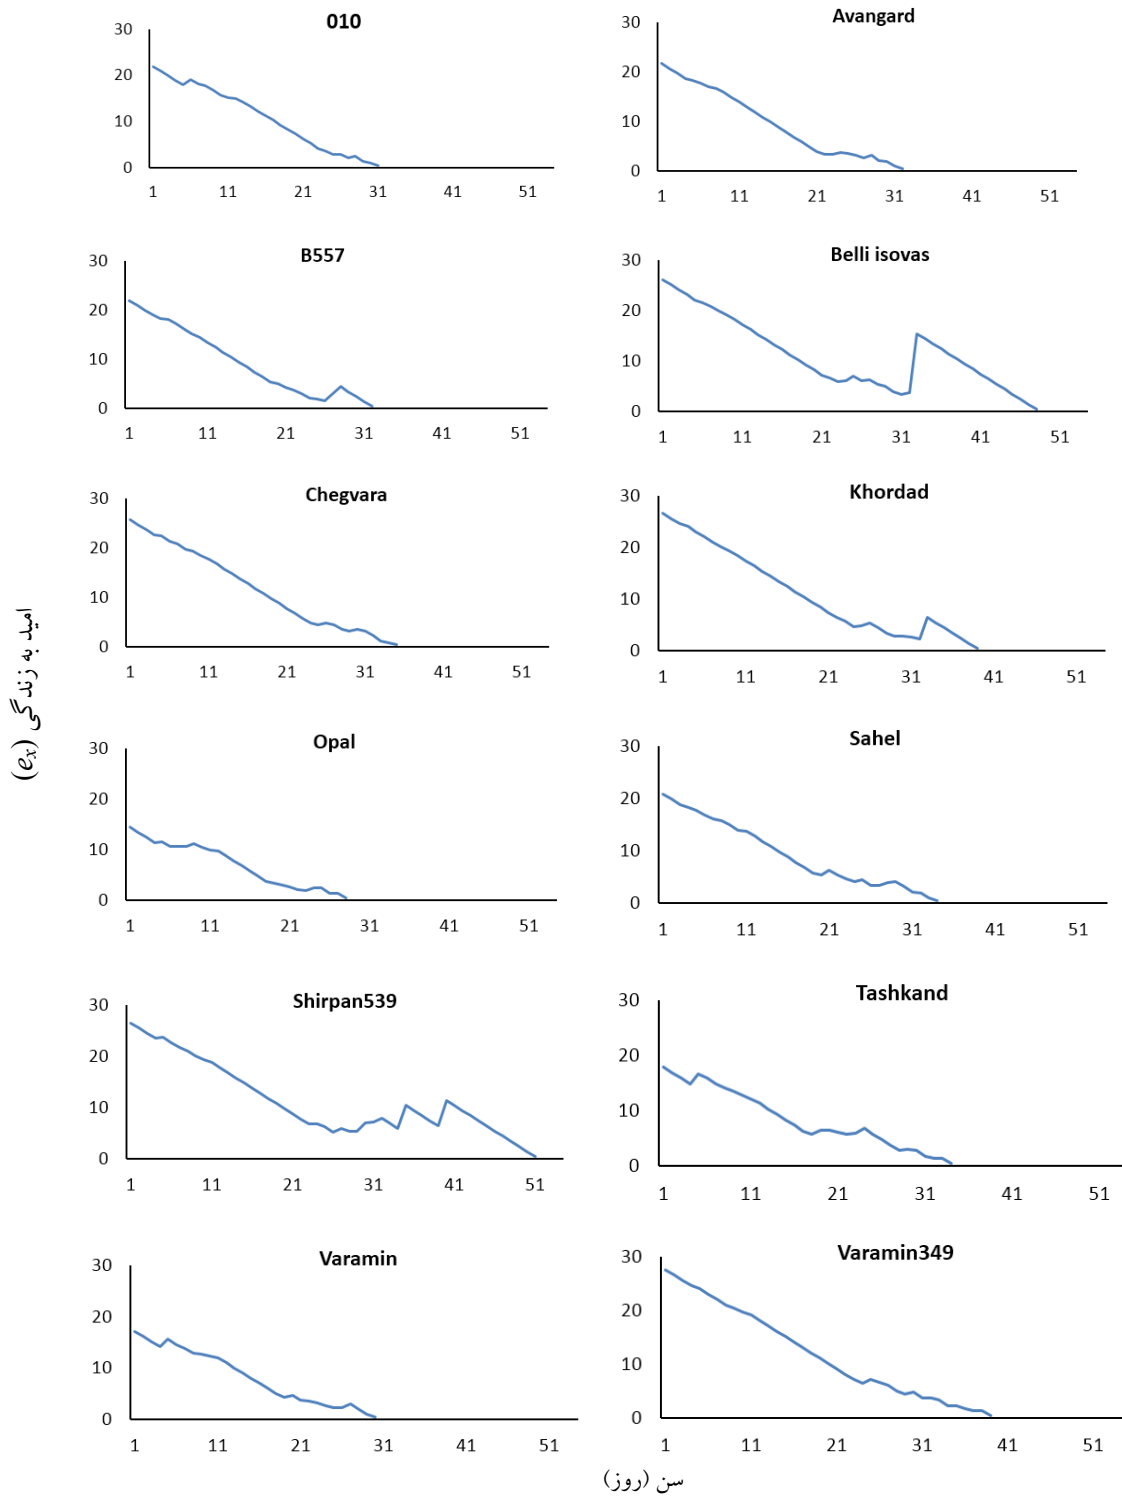 010
30
20
10
0
1 11 21 31 41 51
Avangard
30
20
10
0
1 11 21 31 41 51
B557
30
20
10
0
1 11 21 31 41 51
Belli isovas
30
20
10
0
1 11 21 31 41 51
Chegvara
30
20
10
0
1 11 21 31 41 51
Khordad
30
20
10
0
1 11 21 31 41 51
Opal
30
20
10
0
1 11 21 31 41 51
Sahel
30
20
10
0
1 11 21 31 41 51
Shirpan539
30
20
10
0
1 11 21 31 41 51
Tashkand
30
20
10
0
1 11 21 31 41 51
Varamin
30
20
10
0
1 11 21 31 41 51
Varamin349
30
20
10
0
1 11 21 31 41 51
امید به زندگی (eₓ)
سن (روز)